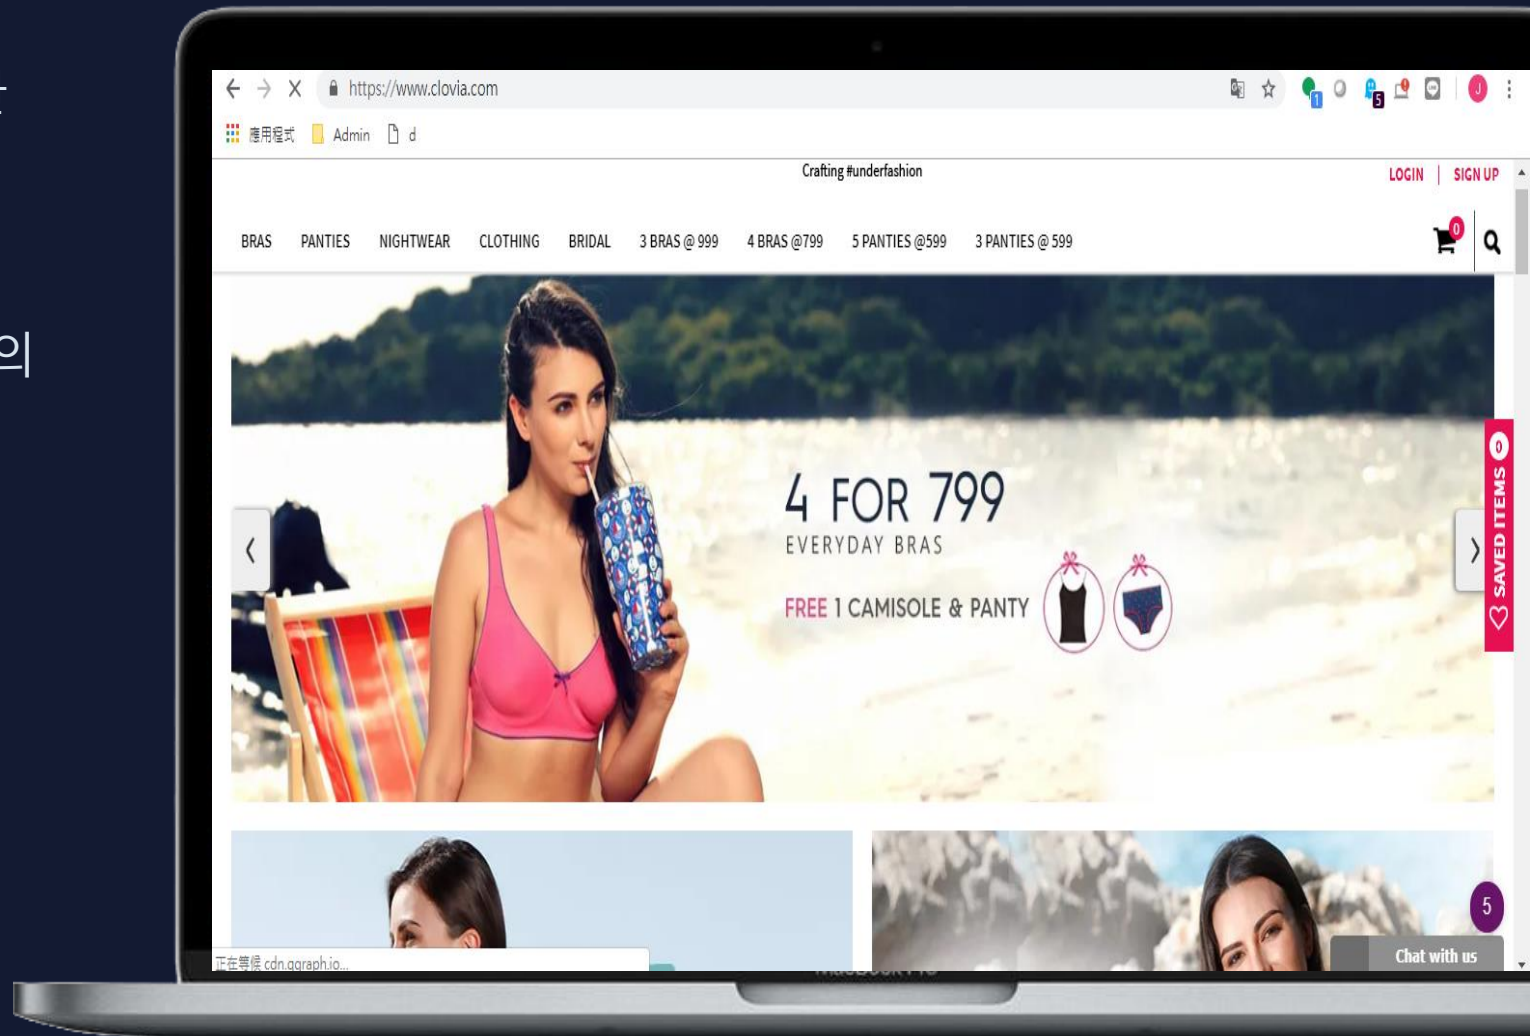 의
https://www.clovia.com
應用程式 Admin d
Crafting #underfashion
LOGIN | SIGN UP
BRAS PANTIES NIGHTWEAR CLOTHING BRIDAL 3 BRAS @ 999 4 BRAS @799 5 PANTIES @599 3 PANTIES @ 599
0
4 FOR 799
EVERYDAY BRAS
FREE 1 CAMISOLE & PANTY
SAVED ITEMS 0
5
Chat with us
正在等候 cdn.qgraph.io...